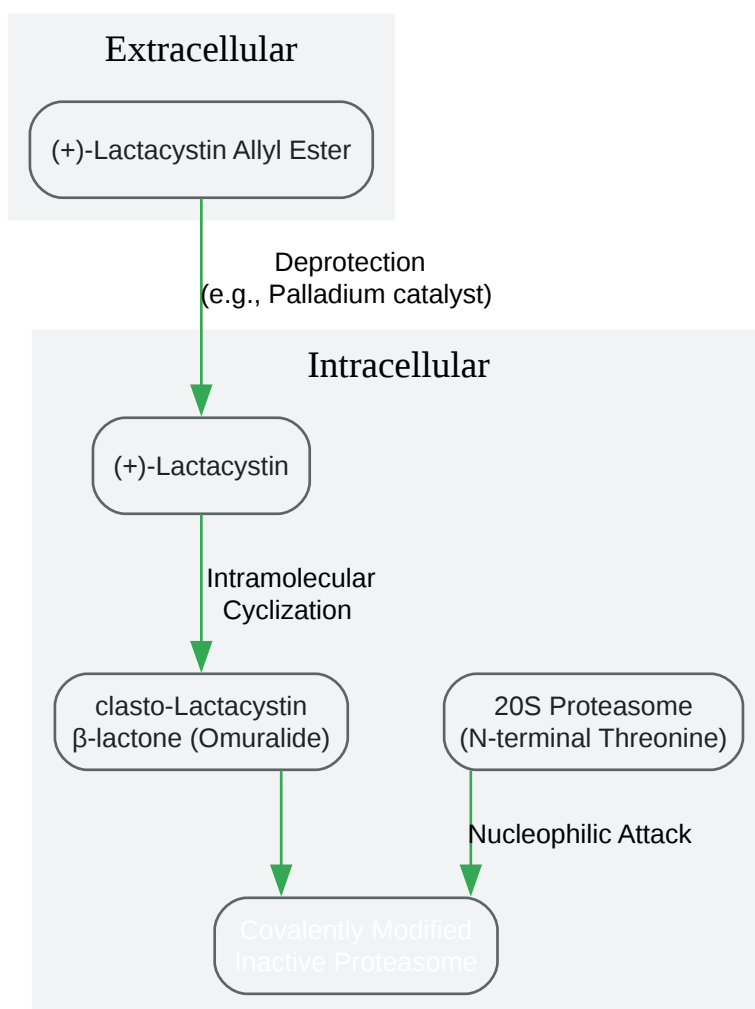 Extracellular
(+)-Lactacystin Allyl Ester
Deprotection
(e.g., Palladium catalyst)
Intracellular
(+)-Lactacystin
Intramolecular
Cyclization
clasto-Lactacystin
β-lactone (Omuralide)
20S Proteasome
(N-terminal Threonine)
Nucleophilic Attack
Covalently Modified
Inactive Proteasome